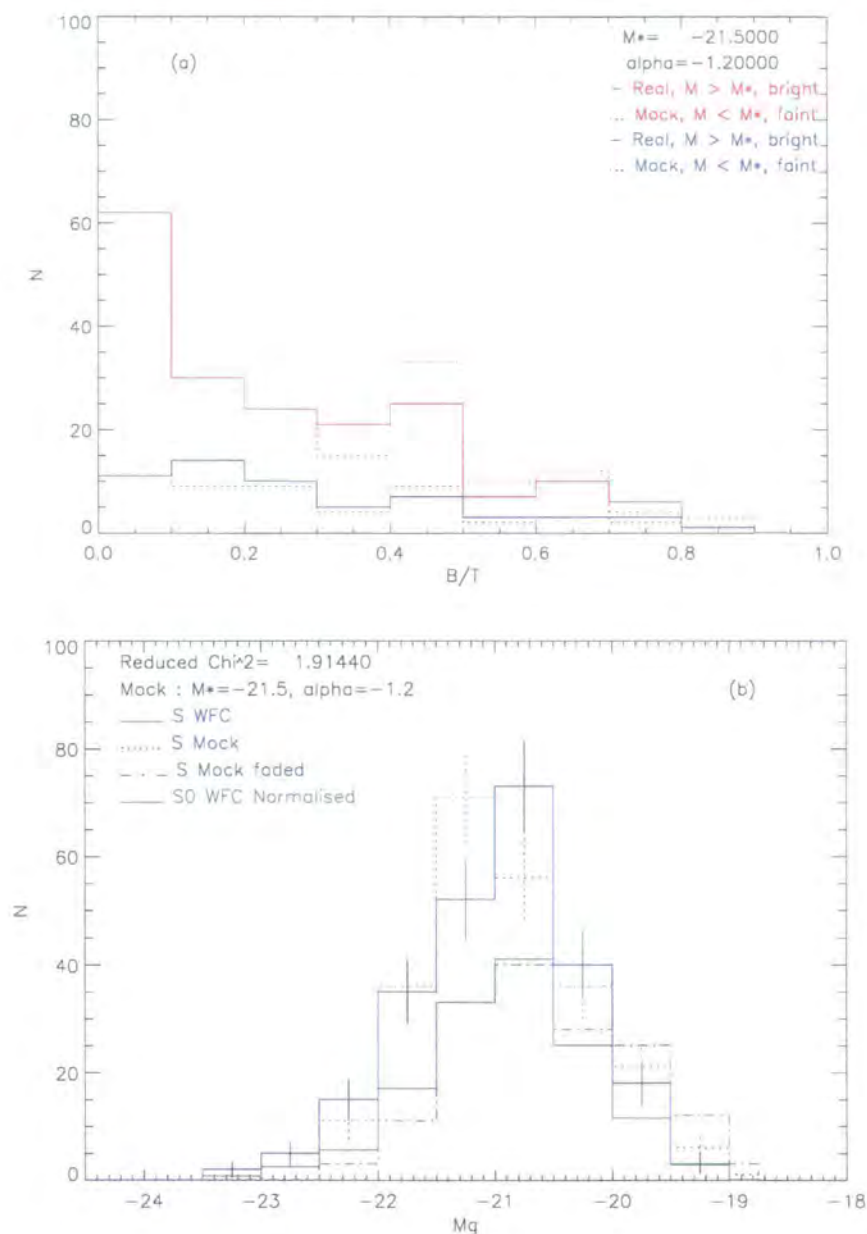 100
80
60
40
20
0
N
(a)
M*= -21.5000
alpha=-1.20000
- Real, M > M*, bright
.. Mock, M < M*, faint
- Real, M > M*, bright
.. Mock, M < M*, faint
0.0 0.2 0.4 0.6 0.8 1.0
B/T
100
80
60
40
20
0
N
Reduced Chi^2= 1.91440
Mock : M*=-21.5, alpha=-1.2
S WFC
S Mock
S Mock faded
S0 WFC Normalised
(b)
-24 -23 -22 -21 -20 -19 -18
Mg